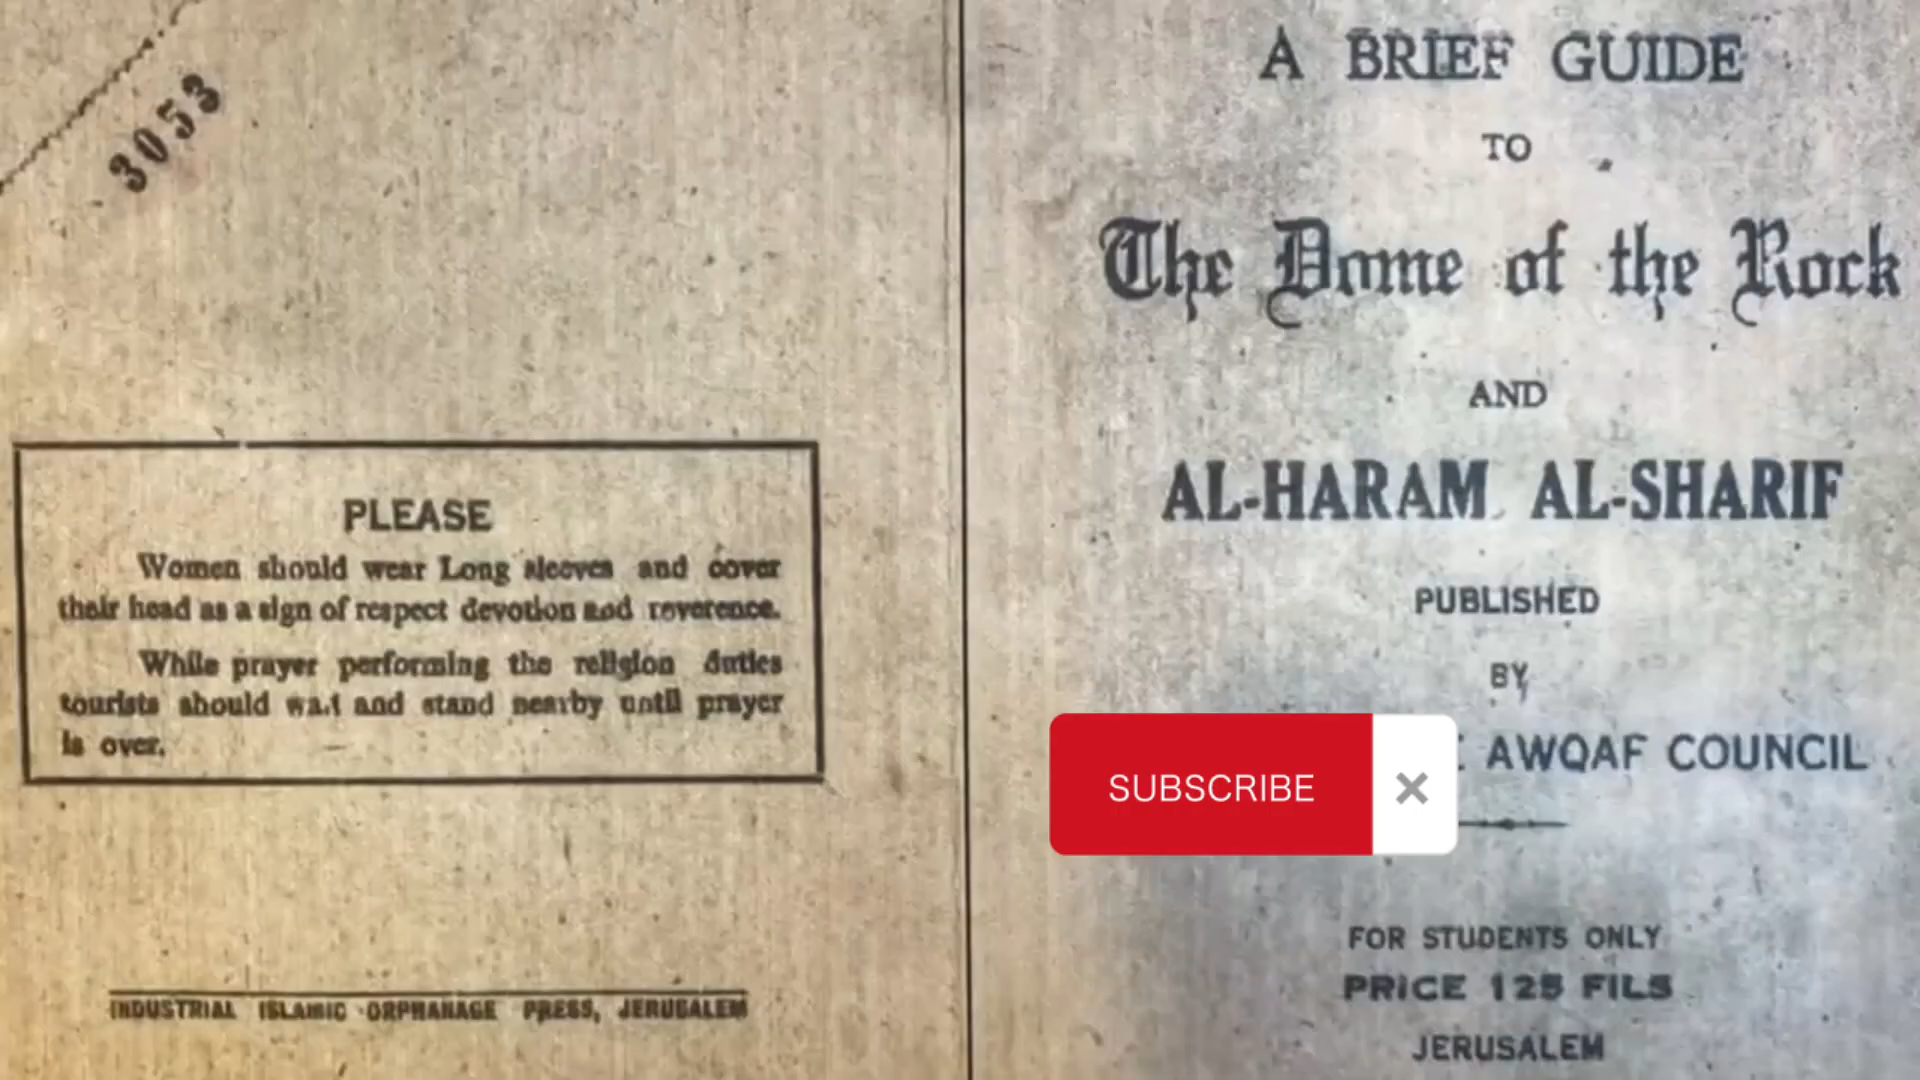 3053
PLEASE
Women should wear Long sleeves and cover
their head as a sign of respect devotion and reverence.
While prayer performing the religion duties
tourists should wait and stand nearby until prayer
is over.
INDUSTRIAL ISLAMIC ORPHANAGE PRESS, JERUSALEM
A BRIEF GUIDE
TO
The Dome of the Rock
AND
AL-HARAM AL-SHARIF
PUBLISHED
BY
AWQAF COUNCIL
SUBSCRIBE
FOR STUDENTS ONLY
PRICE 125 FILS
JERUSALEM